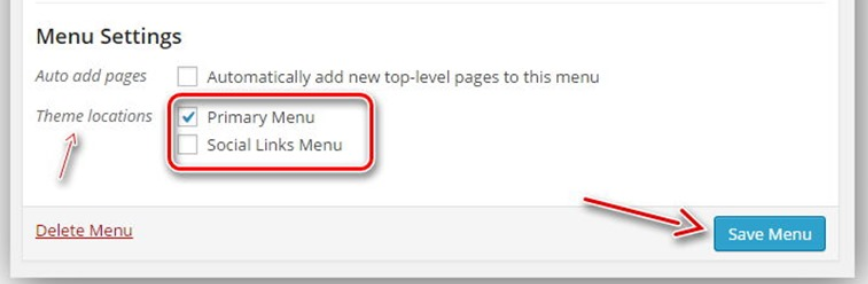 Menu Settings
Auto add pages Automatically add new top-level pages to this menu
Theme locations Primary Menu
Social Links Menu
Delete Menu Save Menu